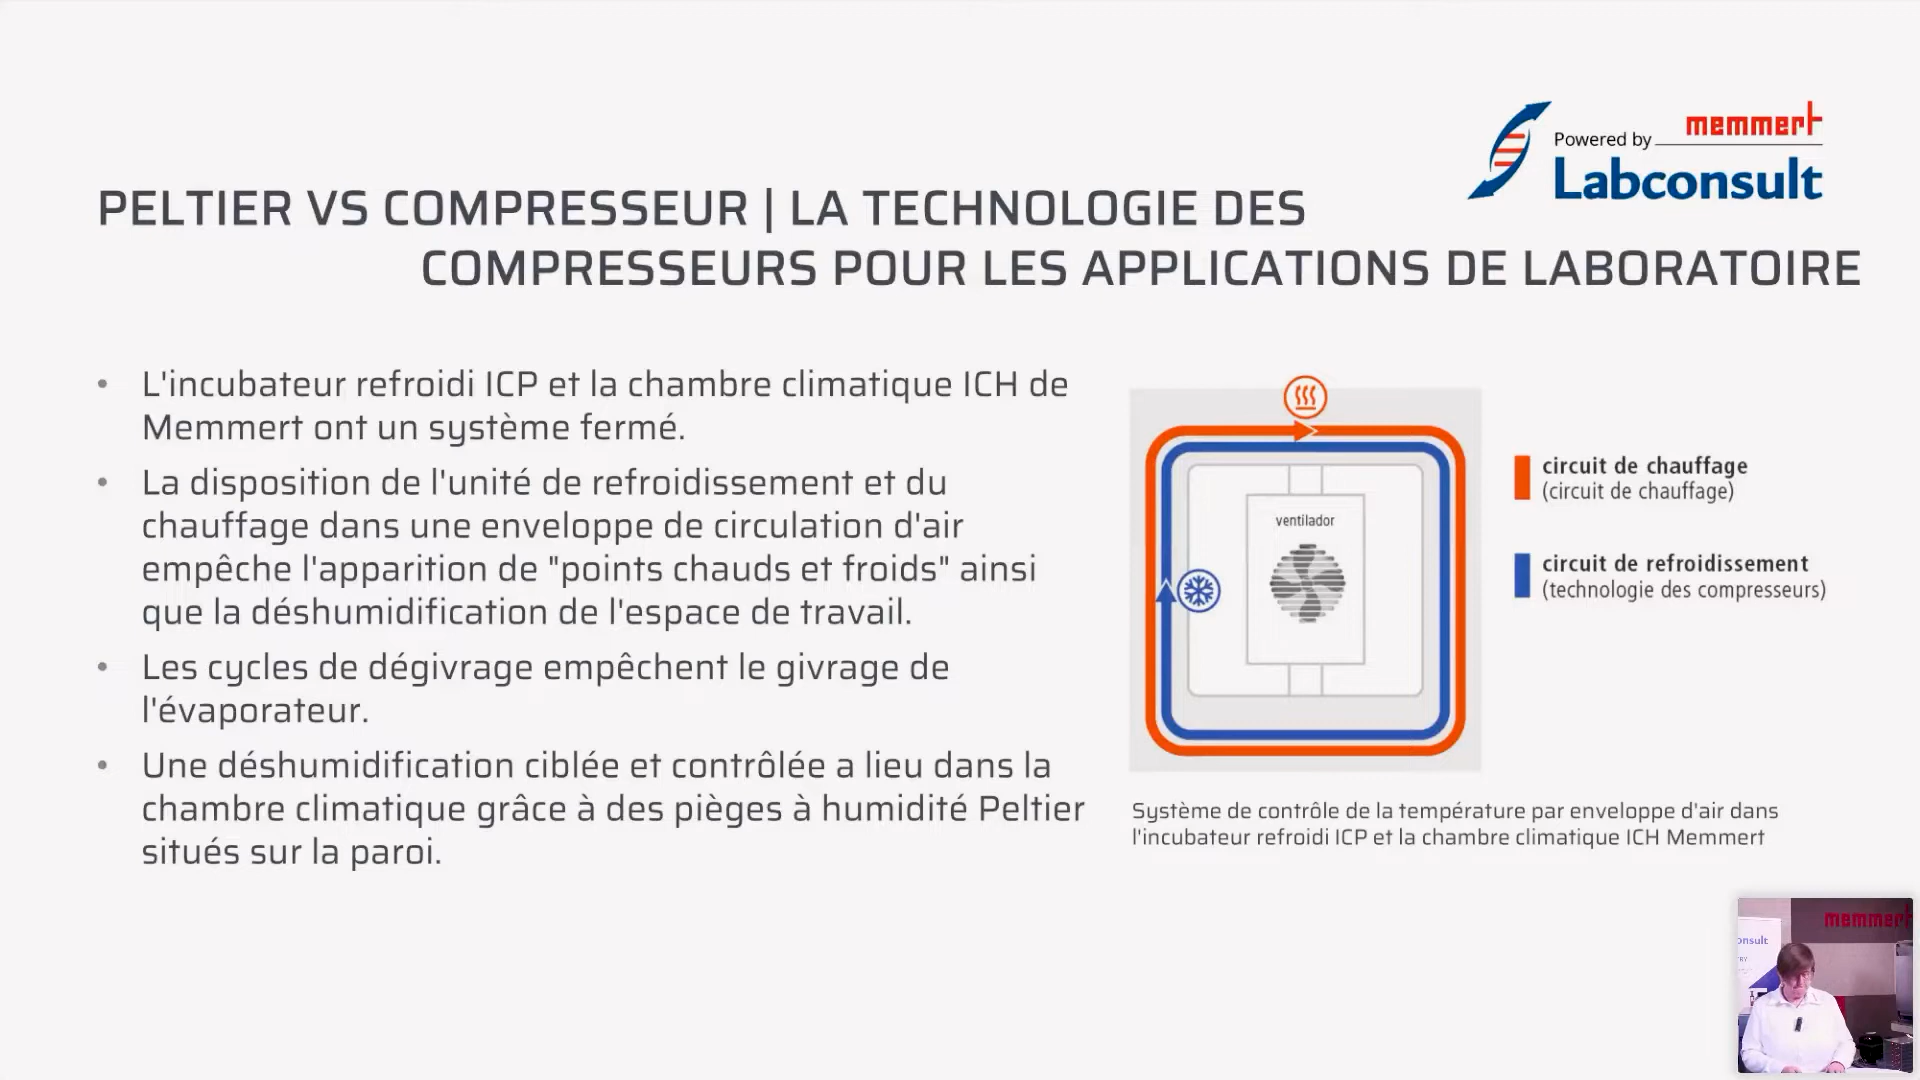 Powered by memmert
Labconsult
PELTIER VS COMPRESSEUR | LA TECHNOLOGIE DES
COMPRESSEURS POUR LES APPLICATIONS DE LABORATOIRE
• L'incubateur refroidi ICP et la chambre climatique ICH de
Memmert ont un système fermé.
• La disposition de l'unité de refroidissement et du
chauffage dans une enveloppe de circulation d'air
empêche l'apparition de "points chauds et froids" ainsi
que la déshumidification de l'espace de travail.
• Les cycles de dégivrage empêchent le givrage de
l'évaporateur.
• Une déshumidification ciblée et contrôlée a lieu dans la
chambre climatique grâce à des pièges à humidité Peltier
situés sur la paroi.
ventilador
circuit de chauffage
(circuit de chauffage)
circuit de refroidissement
(technologie des compresseurs)
Système de contrôle de la température par enveloppe d'air dans
l'incubateur refroidi ICP et la chambre climatique ICH Memmert
memmert
onsult